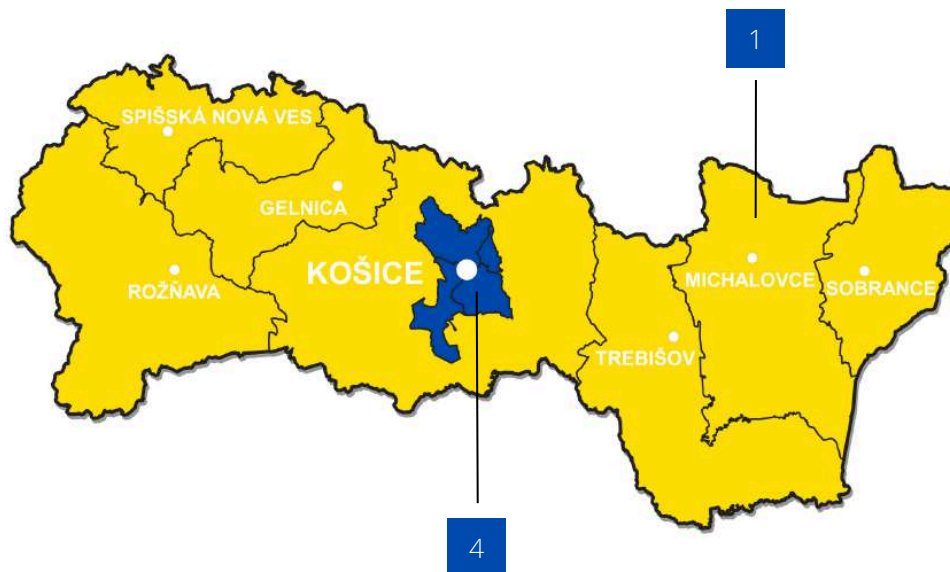 1
SPIŠSKÁ NOVÁ VES
GELNICA
KOŠICE
ROŽŇAVA
MICHALOVCE
SOBRANCE
TREBIŠOV
4